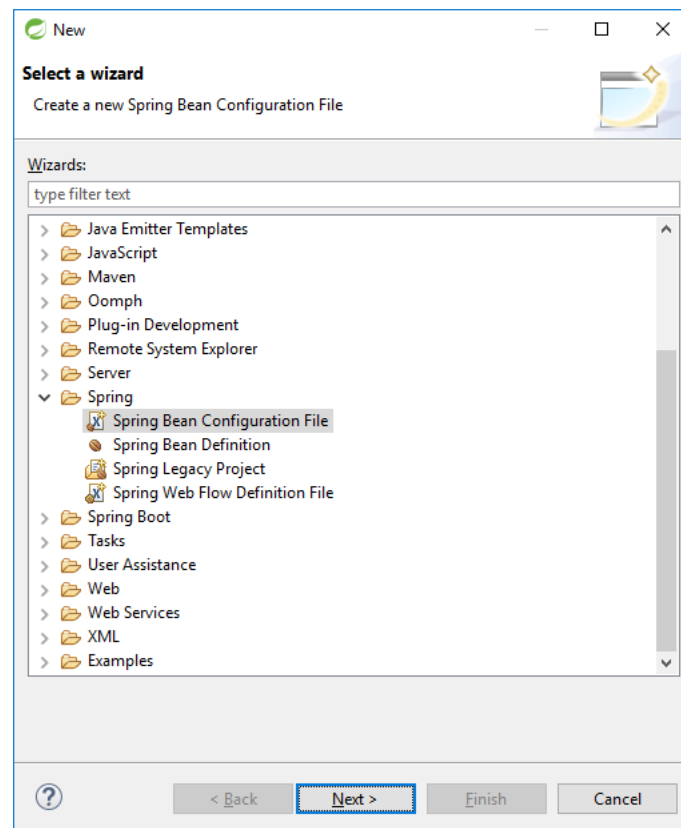 New
Select a wizard
Create a new Spring Bean Configuration File
Wizards:
type filter text
Java Emitter Templates
JavaScript
Maven
Oomph
Plug-in Development
Remote System Explorer
Server
Spring
Spring Bean Configuration File
Spring Bean Definition
Spring Legacy Project
Spring Web Flow Definition File
Spring Boot
Tasks
User Assistance
Web
Web Services
XML
Examples
? < Back Next > Finish Cancel